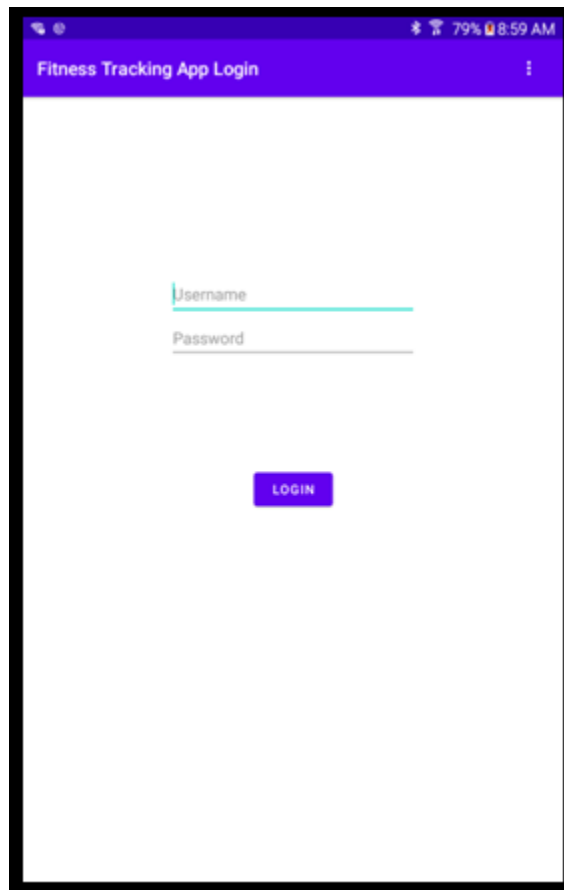 79% 8:59 AM
Fitness Tracking App Login
Username
Password
LOGIN